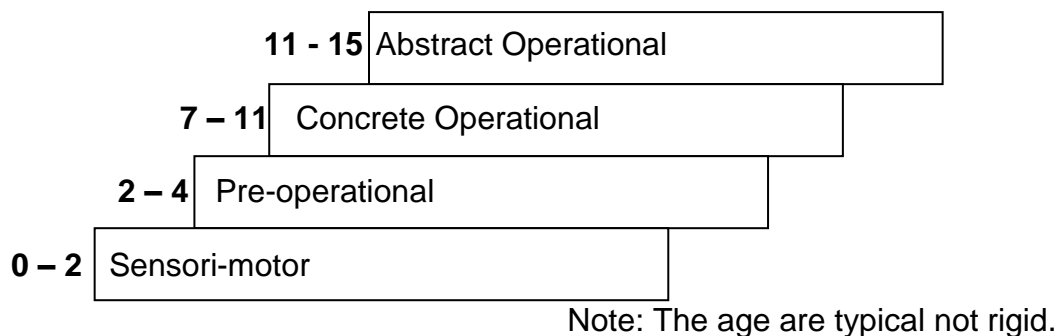 11 - 15 Abstract Operational
7 – 11 Concrete Operational
2 – 4 Pre-operational
0 – 2 Sensori-motor
Note: The age are typical not rigid.